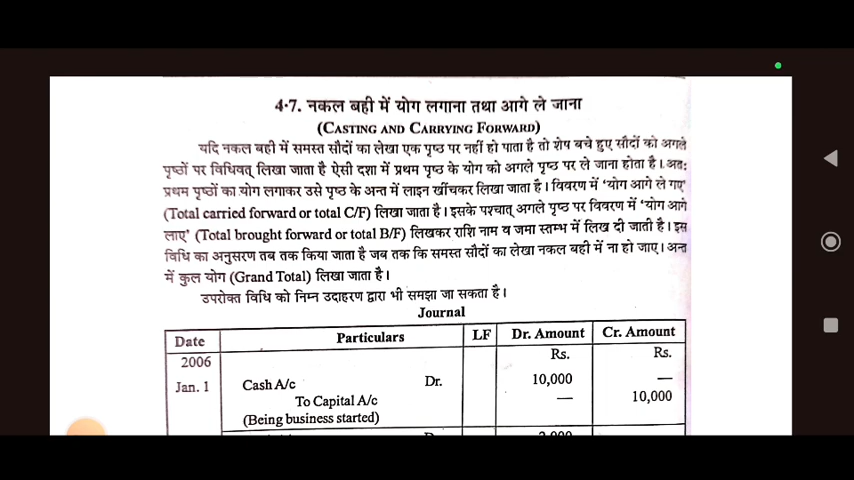 4·7. नकल बही में योग लगाना तथा आगे ले जाना
(CASTING AND CARRYING FORWARD)
यदि नकल बही में समस्त सौदों का लेखा एक पृष्ठ पर नहीं हो पाता है तो शेष बचे हुए सौदों को अगले
पृष्ठों पर विधिवत् लिखा जाता है ऐसी दशा में प्रथम पृष्ठ के योग को अगले पृष्ठ पर ले जाना होता है। अतः
प्रथम पृष्ठों का योग लगाकर उसे पृष्ठ के अन्त में लाइन खींचकर लिखा जाता है। विवरण में ‘योग आगे ले गए’
(Total carried forward or total C/F) लिखा जाता है। इसके पश्चात् अगले पृष्ठ पर विवरण में ‘योग आगे
लाए’ (Total brought forward or total B/F) लिखकर राशि नाम व जमा स्तम्भ में लिख दी जाती है। इस
विधि का अनुसरण तब तक किया जाता है जब तक कि समस्त सौदों का लेखा नकल बही में ना हो जाए। अन्त
में कुल योग (Grand Total) लिखा जाता है।
उपरोक्त विधि को निम्न उदाहरण द्वारा भी समझा जा सकता है।
Journal
Date Particulars LF Dr. Amount Cr. Amount
2006 Rs. Rs.
Jan. 1 Cash A/c Dr. 10,000 —
To Capital A/c — 10,000
(Being business started)